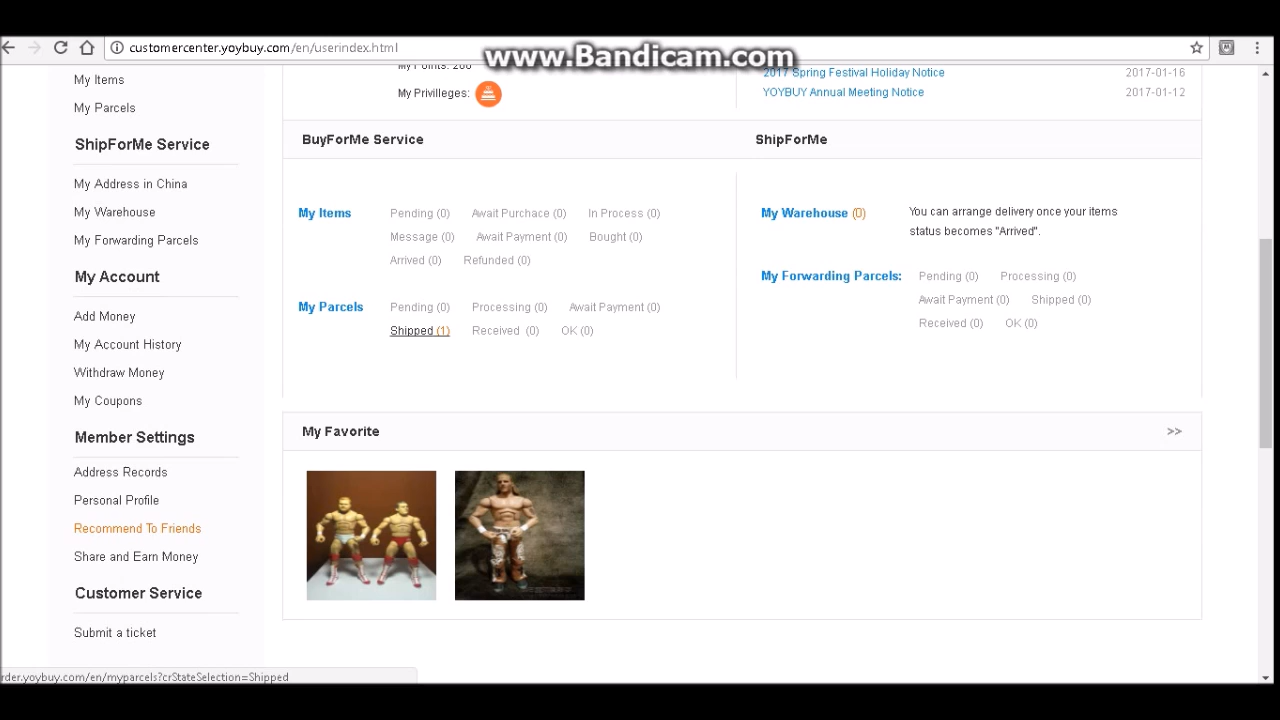 customercenter.yoybuy.com/en/userindex.html
www.Bandicam.com
My Items
My Parcels
ShipForMe Service
My Address in China
My Warehouse
My Forwarding Parcels
My Account
Add Money
My Account History
Withdraw Money
My Coupons
Member Settings
Address Records
Personal Profile
Recommend To Friends
Share and Earn Money
Customer Service
Submit a ticket
My Points: 286
My Privilleges:
2017 Spring Festival Holiday Notice 2017-01-16
YOYBUY Annual Meeting Notice 2017-01-12
BuyForMe Service
My Items Pending (0) Await Purchace (0) In Process (0)
Message (0) Await Payment (0) Bought (0)
Arrived (0) Refunded (0)
My Parcels Pending (0) Processing (0) Await Payment (0)
Shipped (1) Received (0) OK (0)
ShipForMe
My Warehouse (0) You can arrange delivery once your items
status becomes "Arrived".
My Forwarding Parcels: Pending (0) Processing (0)
Await Payment (0) Shipped (0)
Received (0) OK (0)
My Favorite >>
rder.yoybuy.com/en/myparcels?crStateSelection=Shipped